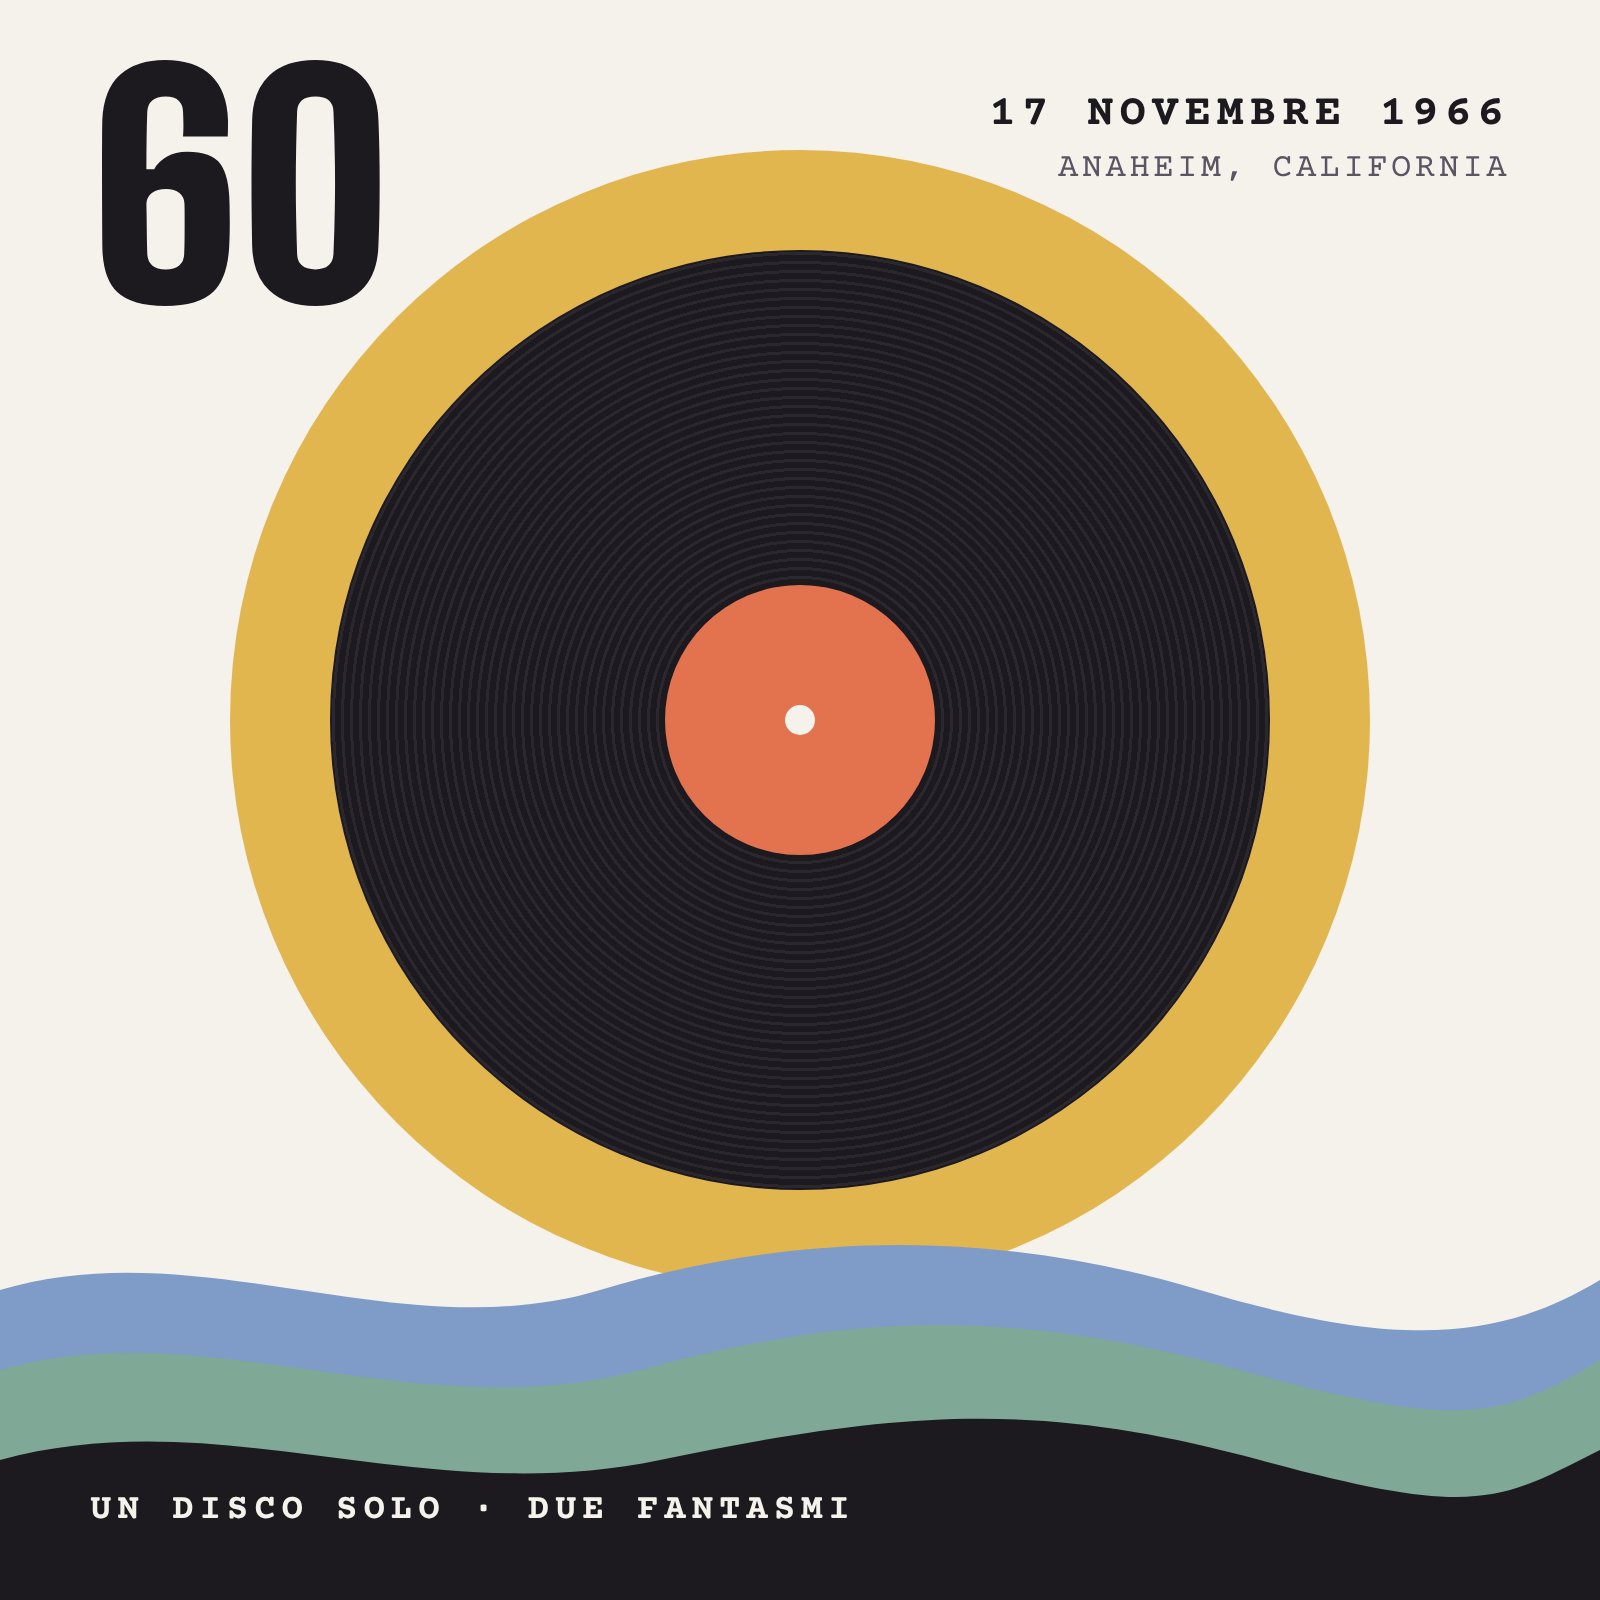 60
17 NOVEMBRE 1966
ANAHEIM, CALIFORNIA
UN DISCO SOLO · DUE FANTASMI